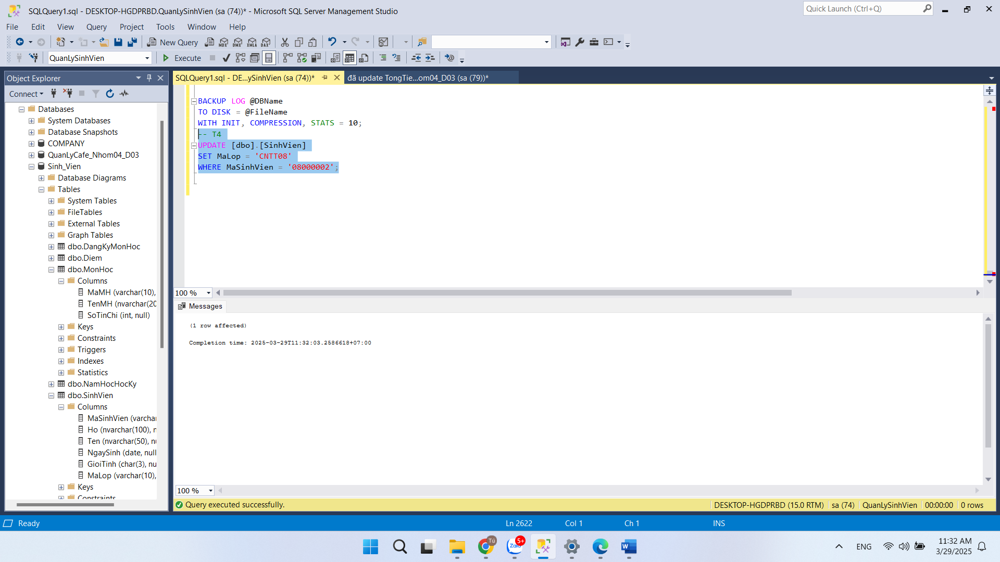 SQLQuery1.sql - DESKTOP-HGDPRBD.QuanLySinhVien (sa (74))* - Microsoft SQL Server Management Studio
Quick Launch (Ctrl+Q)
File Edit View Query Project Tools Window Help
New Query
MDX DMX XMLA DAX
QuanLySinhVien
Execute
Object Explorer
SQLQuery1.sql - DE...ySinhVien (sa (74))*
đã update TongTie...om04_D03 (sa (79))*
Connect
Databases
System Databases
Database Snapshots
COMPANY
QuanLyCafe_Nhom04_D03
Sinh_Vien
Database Diagrams
Tables
System Tables
FileTables
External Tables
Graph Tables
dbo.DangKyMonHoc
dbo.Diem
dbo.MonHoc
Columns
MaMH (varchar(10),
TenMH (nvarchar(20
SoTinChi (int, null)
Keys
Constraints
Triggers
Indexes
Statistics
dbo.NamHocHocKy
dbo.SinhVien
Columns
MaSinhVien (varcha
Ho (nvarchar(100), n
Ten (nvarchar(50), nu
NgaySinh (date, null
GioiTinh (char(3), nu
MaLop (varchar(10),
Keys
Constraints
BACKUP LOG @DBName
TO DISK = @FileName
WITH INIT, COMPRESSION, STATS = 10;
-- T4
UPDATE [dbo].[SinhVien]
SET MaLop = 'CNTT08'
WHERE MaSinhVien = '08000002';
100 %
Messages
(1 row affected)
Completion time: 2025-03-29T11:32:03.2586618+07:00
100 %
Query executed successfully.
DESKTOP-HGDPRBD (15.0 RTM) sa (74) QuanLySinhVien 00:00:00 0 rows
Ready
Ln 2622 Col 1 Ch 1 INS
Tú
Zalo
5+
W
ENG
11:32 AM
3/29/2025